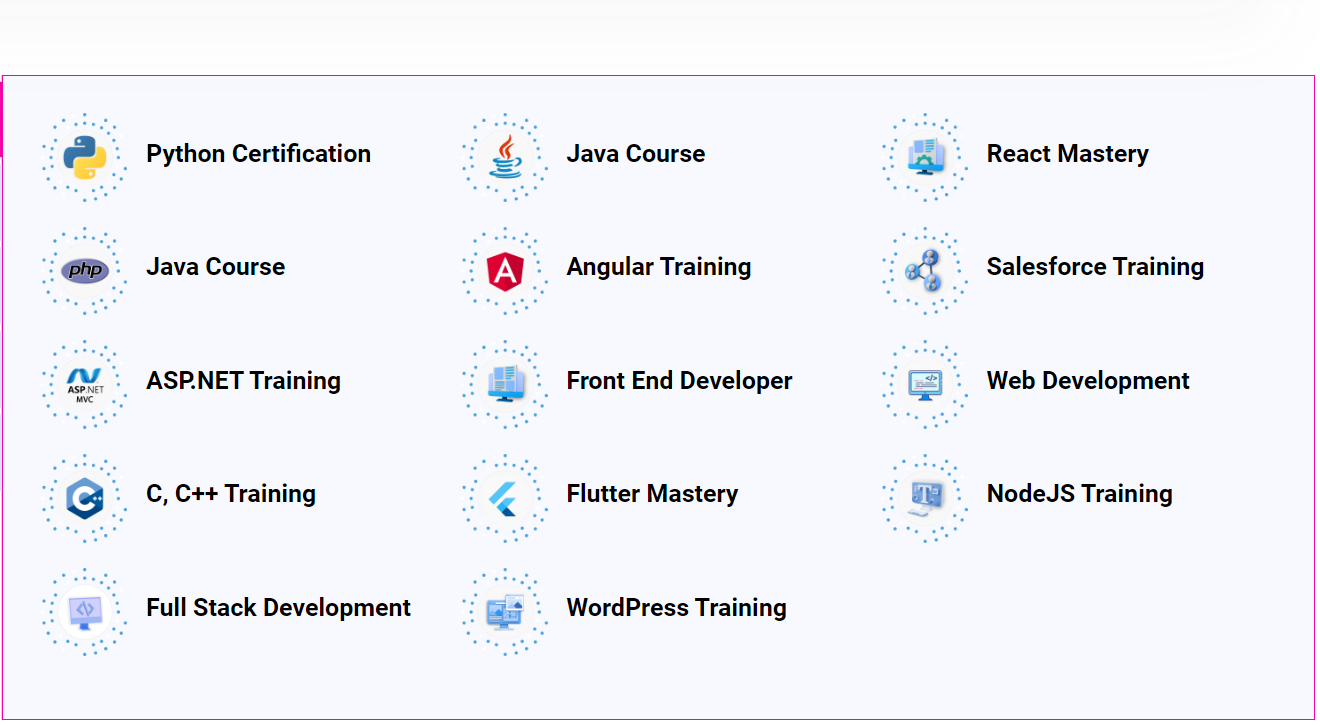 Python Certification
Java Course
React Mastery
php
Java Course
Angular Training
Salesforce Training
ASP.NET
MVC
ASP.NET Training
Front End Developer
Web Development
C, C++ Training
Flutter Mastery
NodeJS Training
Full Stack Development
WordPress Training